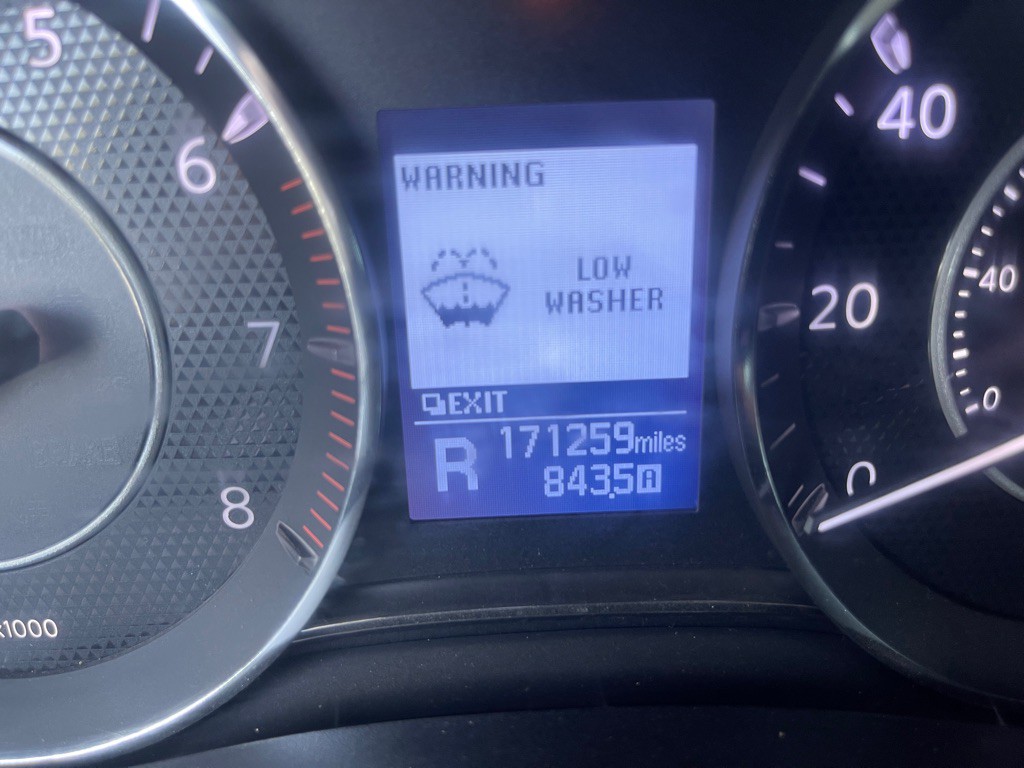 5
6
7
8
x1000
WARNING
LOW
WASHER
EXIT
R
171259miles
843.5 A
40
20
0
40
0